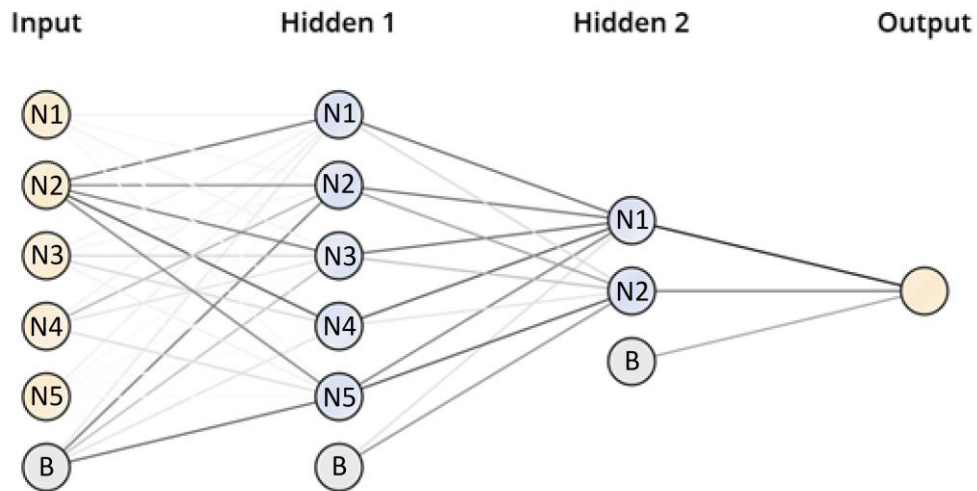 Input Hidden 1 Hidden 2 Output
N1 N1
N2 N2
N1
N3 N3
N2
N4 N4
B
N5 N5
B B